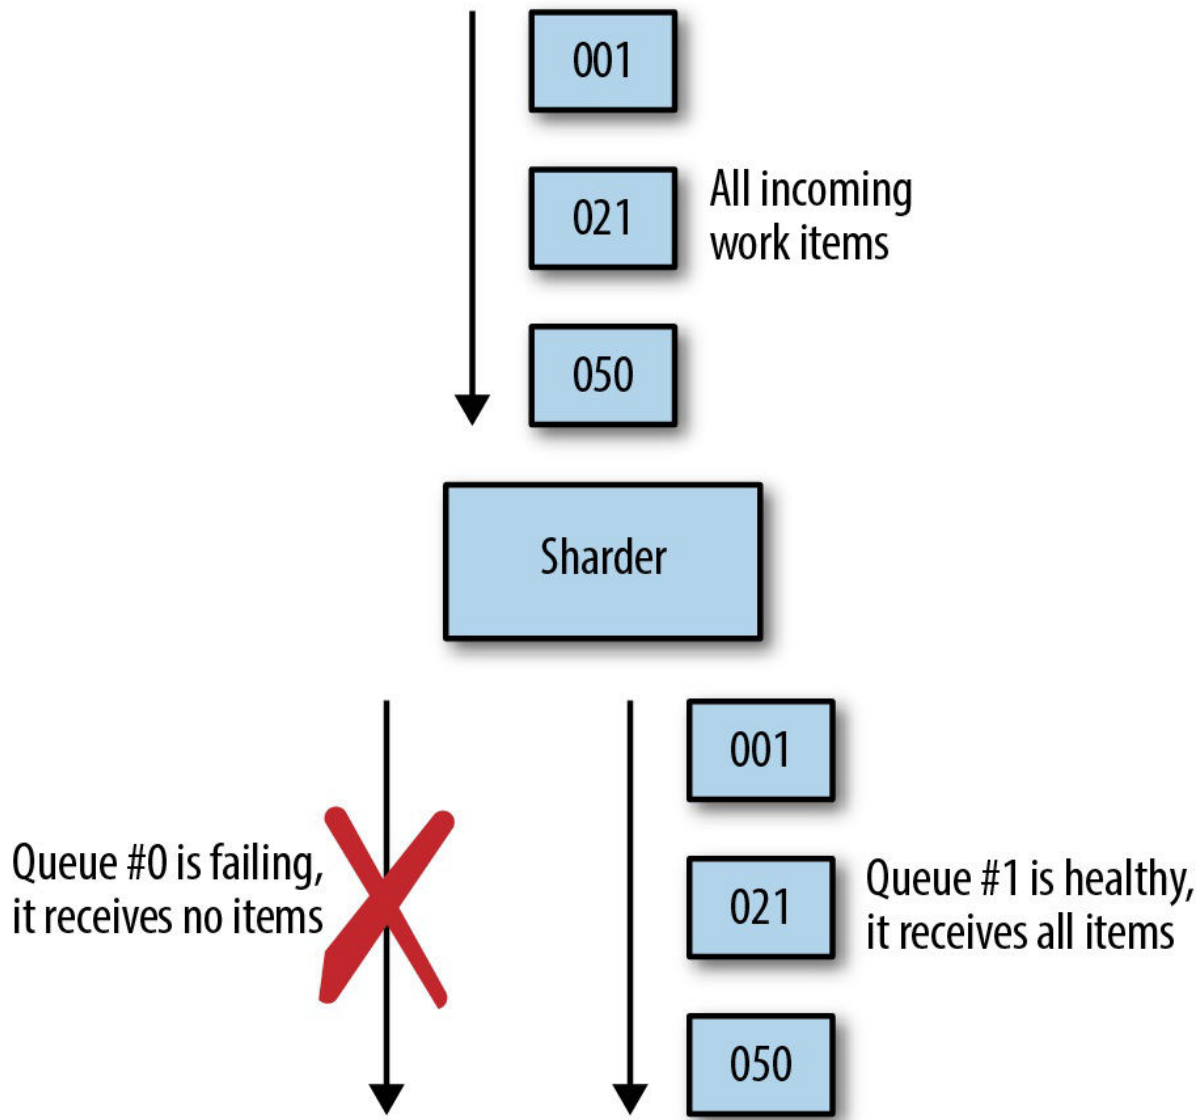 001
021
All incoming
work items
050
Sharder
001
Queue #0 is failing,
it receives no items
021
Queue #1 is healthy,
it receives all items
050